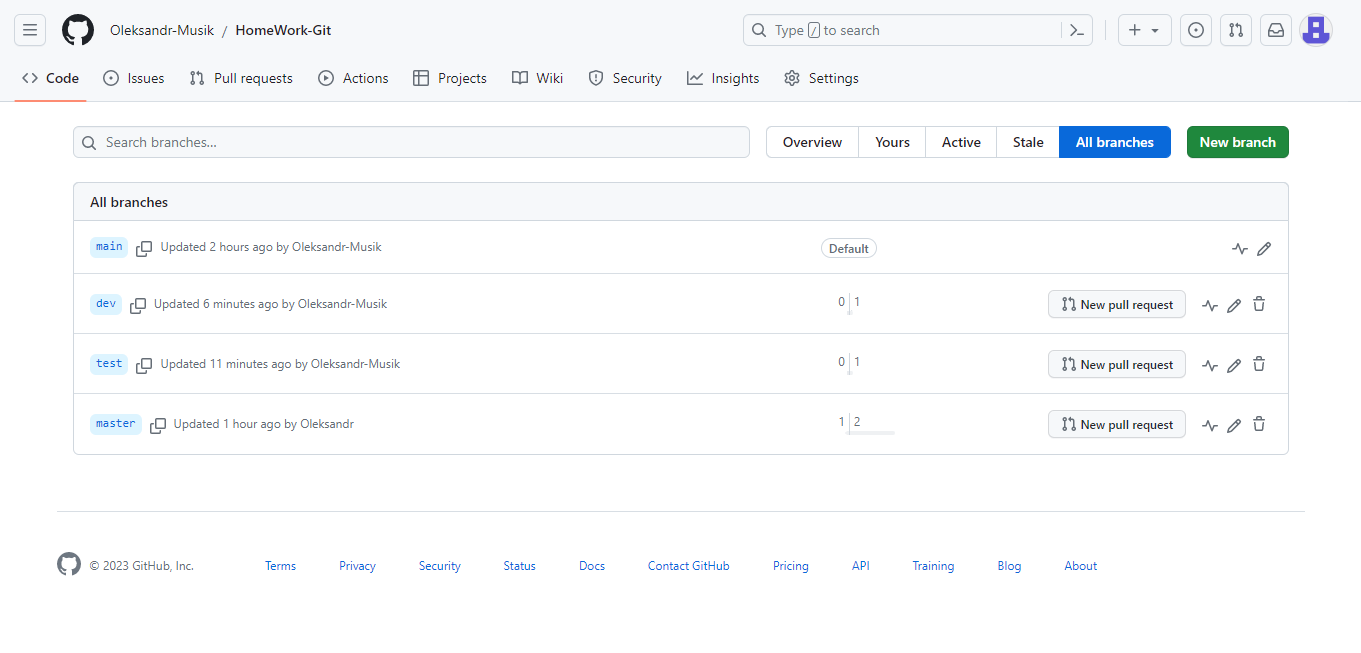 Oleksandr-Musik / HomeWork-Git
Type / to search
Code Issues Pull requests Actions Projects Wiki Security Insights Settings
Search branches...
Overview Yours Active Stale All branches New branch
All branches
main Updated 2 hours ago by Oleksandr-Musik Default
dev Updated 6 minutes ago by Oleksandr-Musik 0 1 New pull request
test Updated 11 minutes ago by Oleksandr-Musik 0 1 New pull request
master Updated 1 hour ago by Oleksandr 1 2 New pull request
© 2023 GitHub, Inc. Terms Privacy Security Status Docs Contact GitHub Pricing API Training Blog About